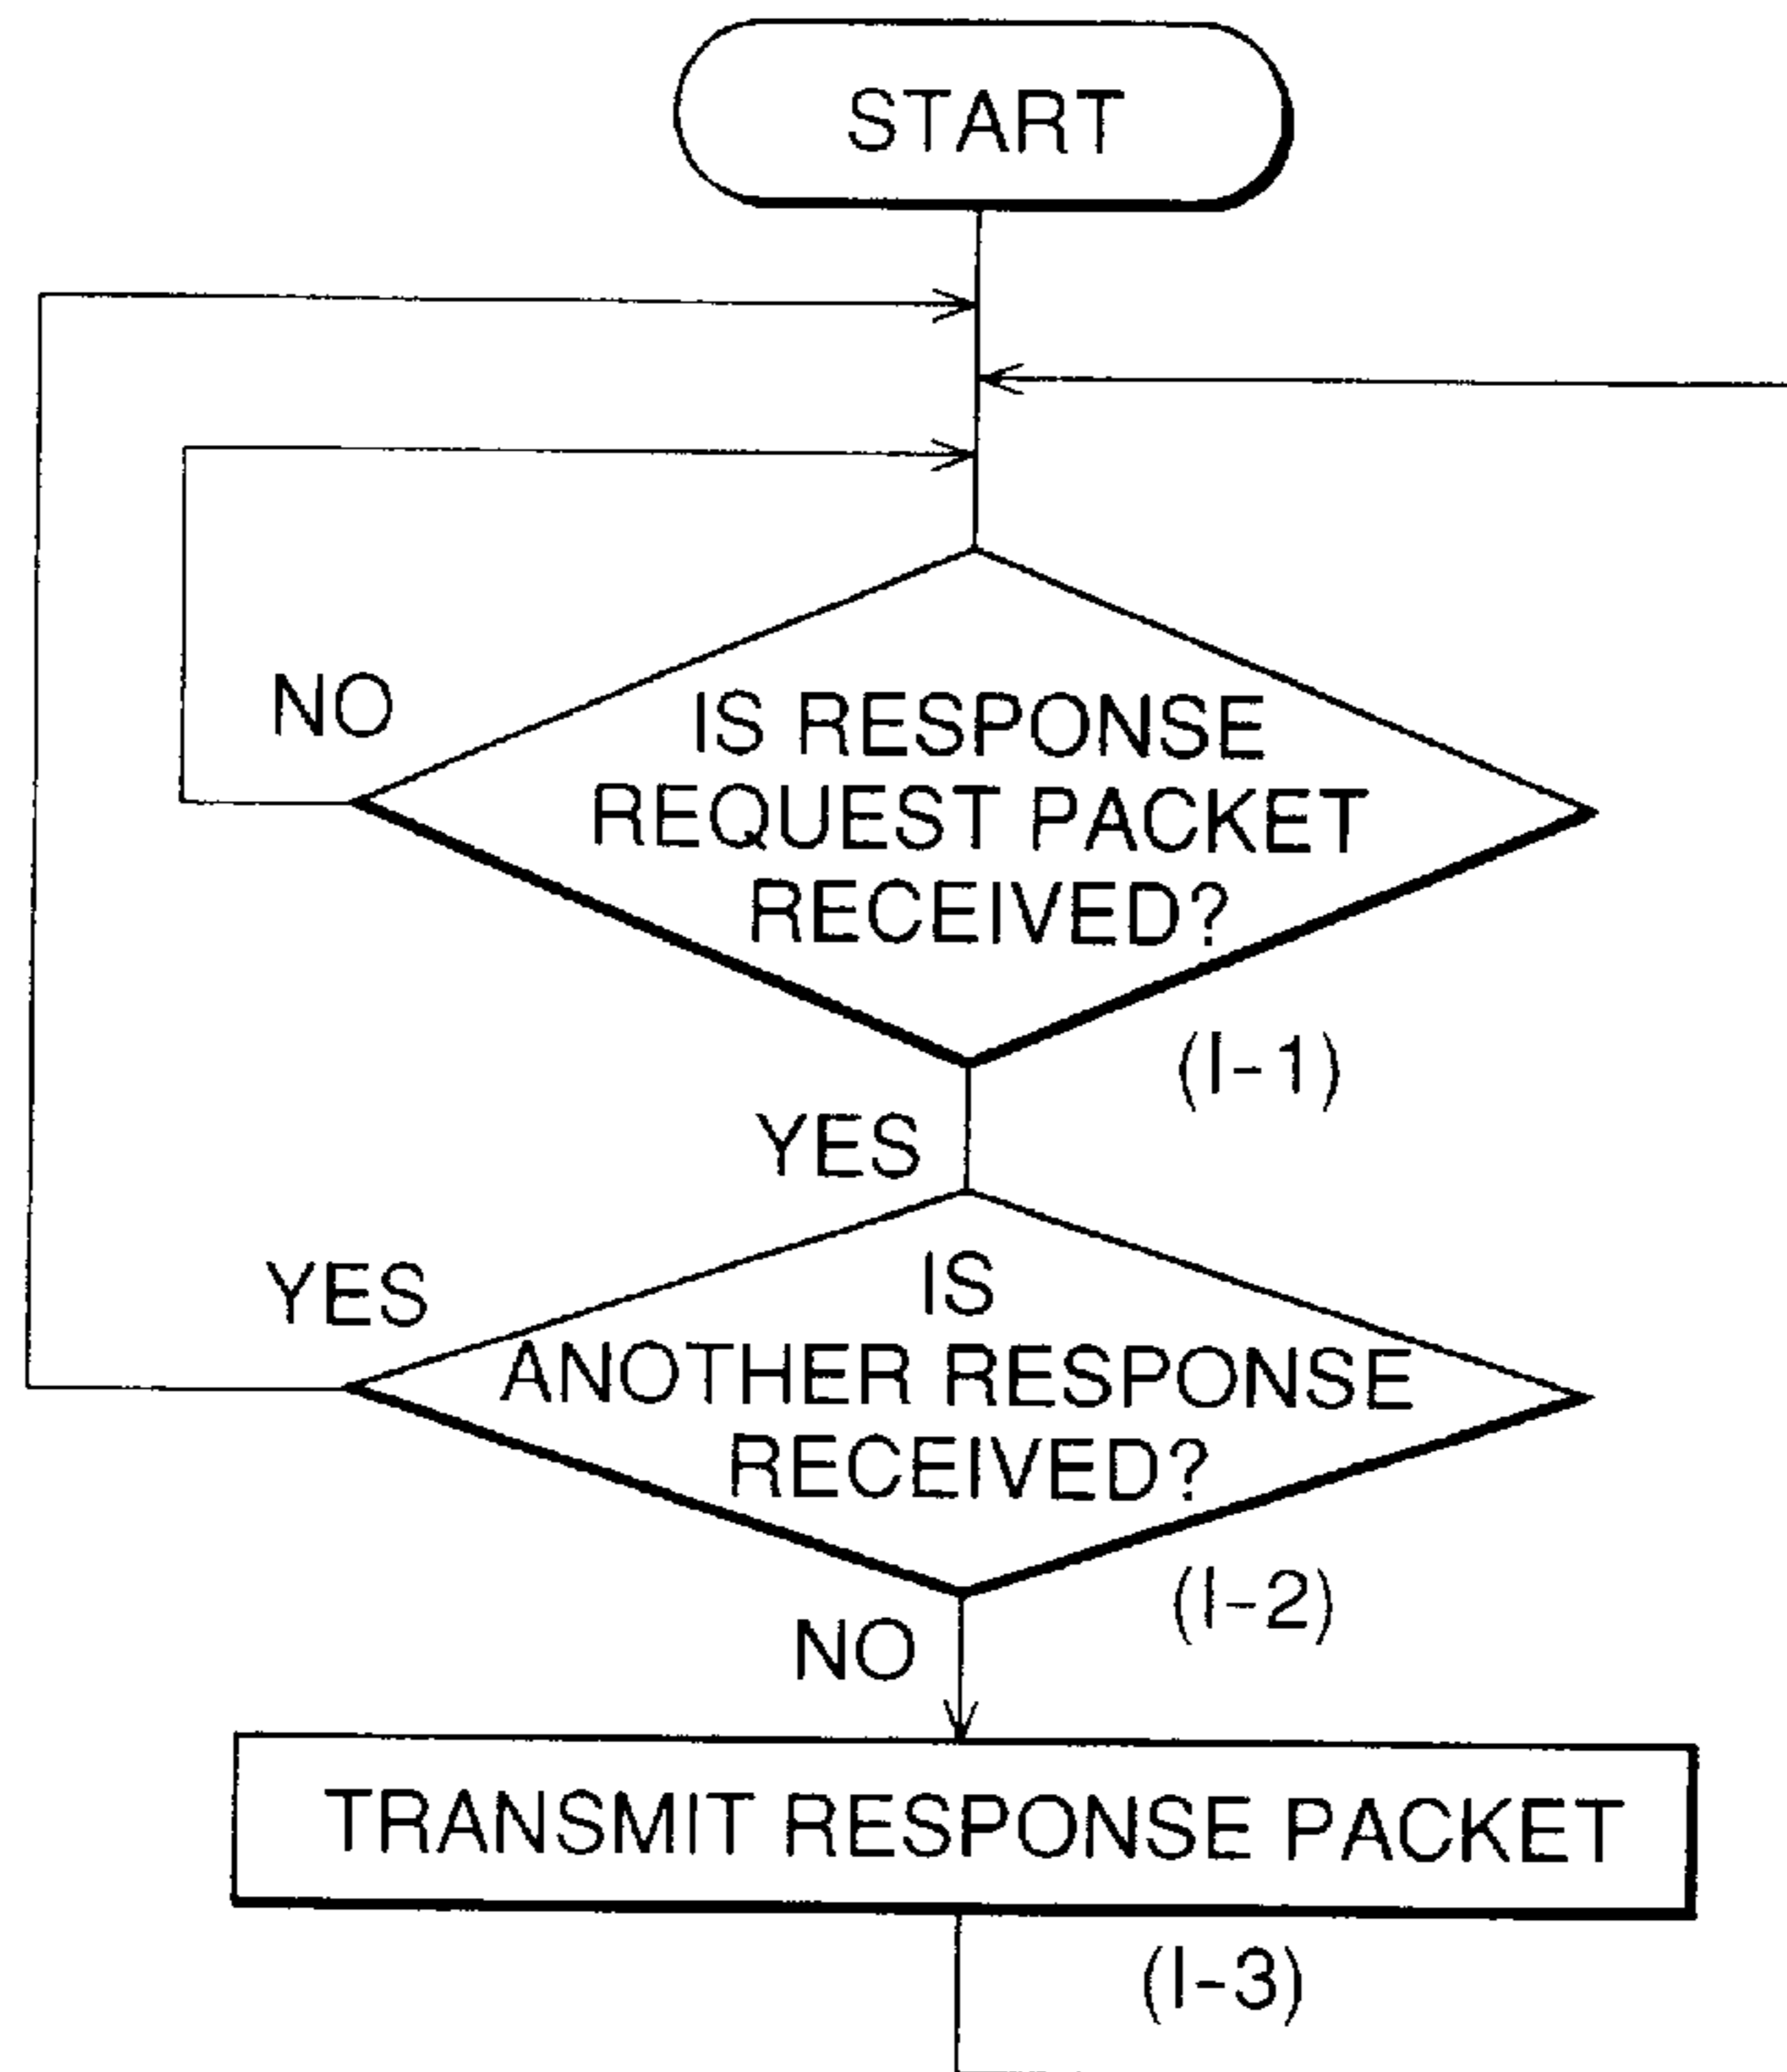 START
NO
IS RESPONSE
REQUEST PACKET
RECEIVED?
(I-1)
YES
YES
IS
ANOTHER RESPONSE
RECEIVED?
(I-2)
NO
TRANSMIT RESPONSE PACKET
(I-3)